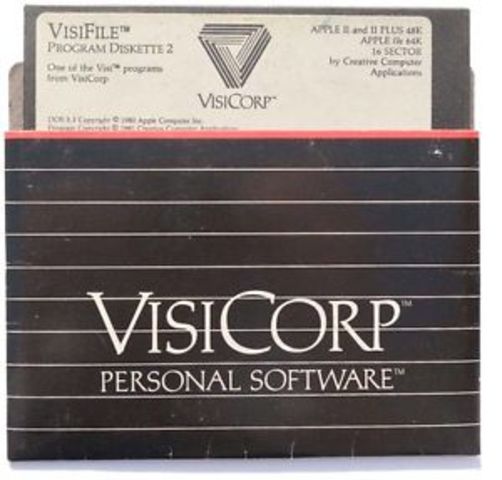 VISIFILE™
PROGRAM DISKETTE 2
One of the Visi™ programs
from VisiCorp
VISICORP™
APPLE II and II PLUS 48K
APPLE //e 64K
16 SECTOR
by Creative Computer
Applications
DOS 3.3 Copyright © 1980 Apple Computer Inc.
Program Copyright © 1981 Creative Computer Applications
VISICORP™
PERSONAL SOFTWARE™